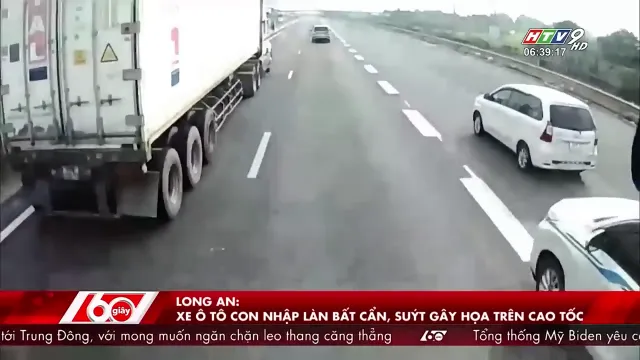 HTV9
HD
06:39:17
1
60 giây
LONG AN:
XE Ô TÔ CON NHẬP LÀN BẤT CẨN, SUÝT GÂY HỌA TRÊN CAO TỐC
tới Trung Đông, với mong muốn ngăn chặn leo thang căng thẳng
60
Tổng thống Mỹ Biden yêu c